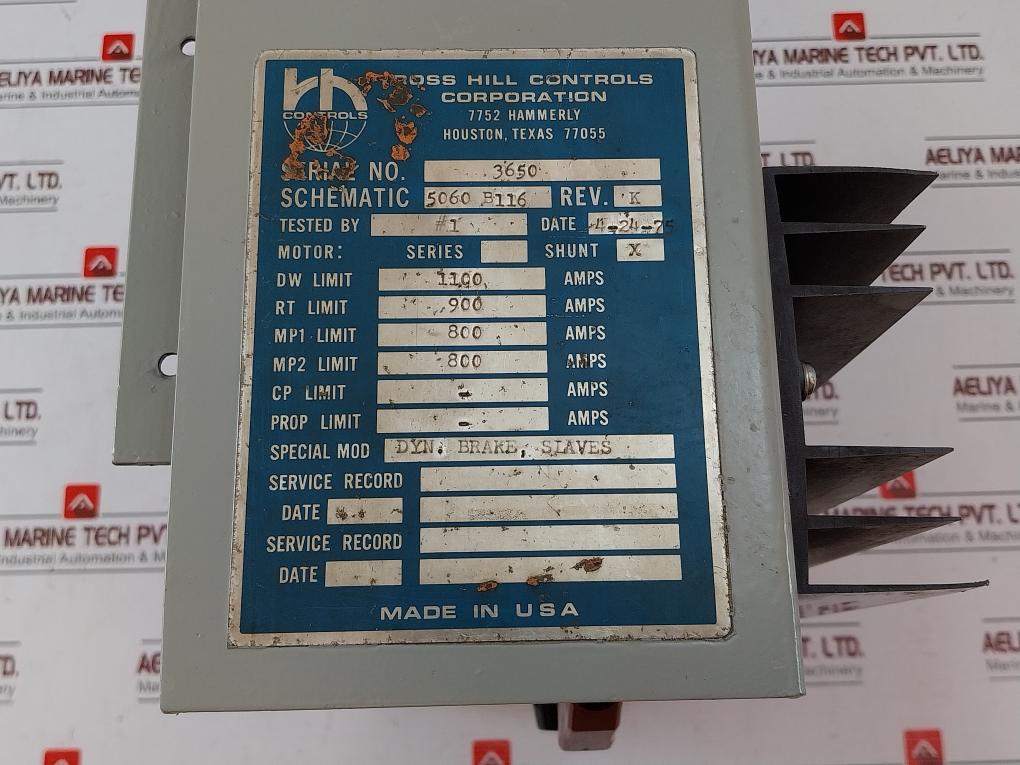 CONTROLS
ROSS HILL CONTROLS
CORPORATION
7752 HAMMERLY
HOUSTON, TEXAS 77055
SERIAL NO. 3650
SCHEMATIC 5060 B116 REV. K
TESTED BY #1 DATE 4-24-75
MOTOR: SERIES SHUNT X
DW LIMIT 1100 AMPS
RT LIMIT 900 AMPS
MP1 LIMIT 800 AMPS
MP2 LIMIT 800 AMPS
CP LIMIT - AMPS
PROP LIMIT - AMPS
SPECIAL MOD DYN. BRAKE, SLAVES
SERVICE RECORD
DATE
SERVICE RECORD
DATE
MADE IN USA
AELIYA MARINE TECH PVT. LTD.
Marine & Industrial Automation & Machinery